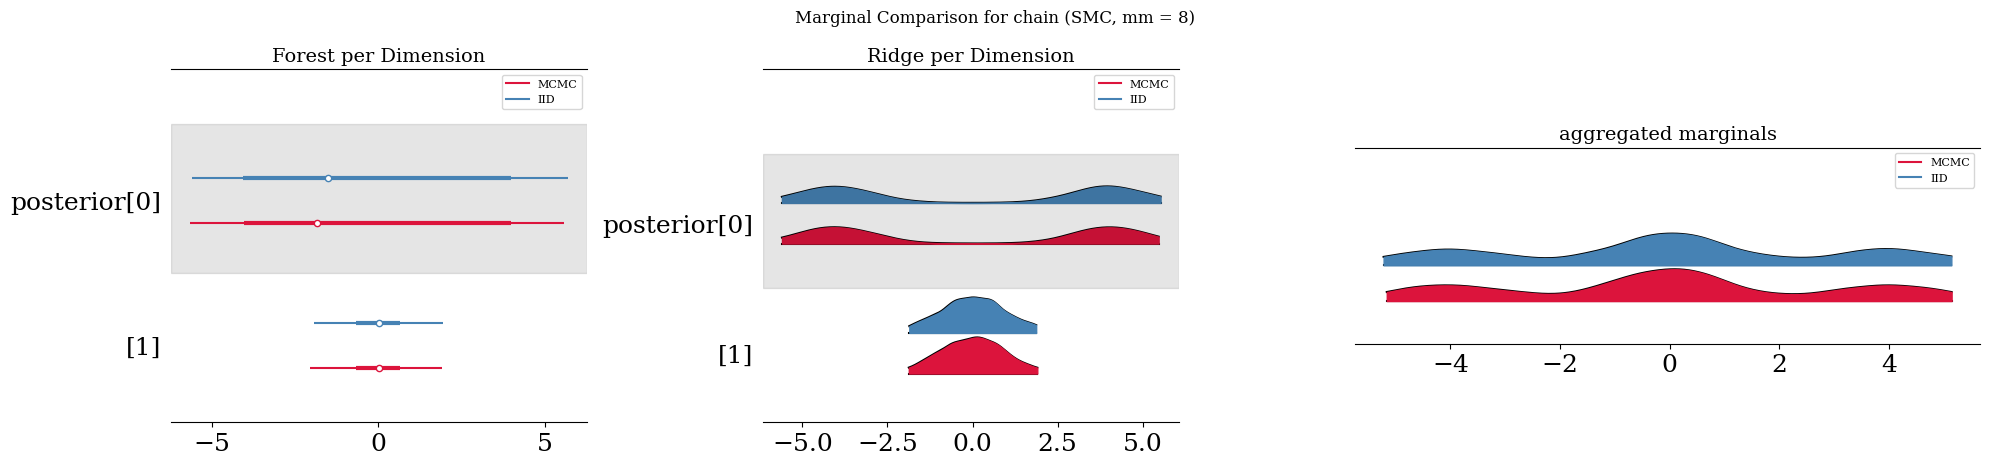 Marginal Comparison for chain (SMC, mm = 8)
Forest per Dimension
MCMC
IID
posterior[0]
[1]
−5
0
5
Ridge per Dimension
MCMC
IID
posterior[0]
[1]
−5.0
−2.5
0.0
2.5
5.0
aggregated marginals
MCMC
IID
−4
−2
0
2
4